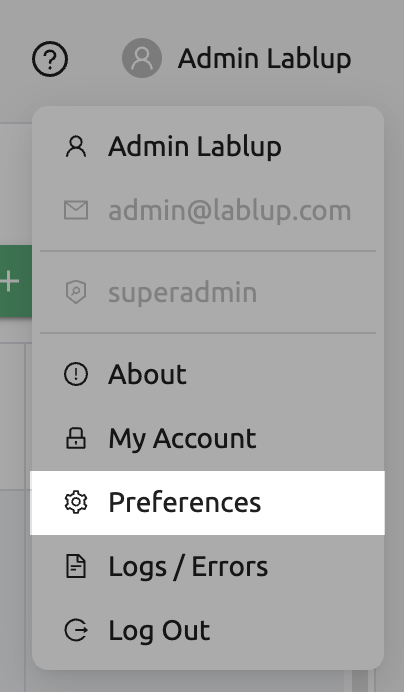 Admin Lablup
Admin Lablup
admin@lablup.com
superadmin
About
My Account
Preferences
Logs / Errors
Log Out